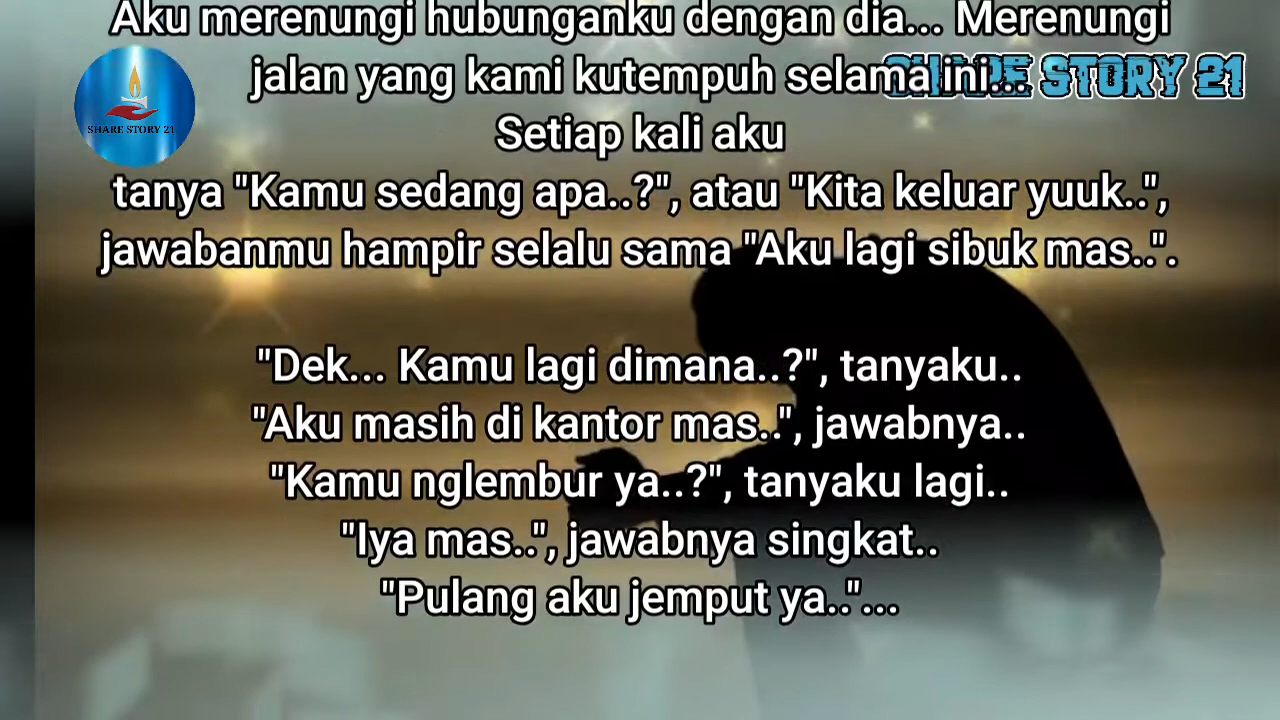 Aku merenungi hubunganku dengan dia... Merenungi
jalan yang kami kutempuh selama ini...
SHARE STORY 21
SHARE STORY 21
Setiap kali aku
tanya "Kamu sedang apa..?", atau "Kita keluar yuuk..",
jawabanmu hampir selalu sama "Aku lagi sibuk mas..".
"Dek... Kamu lagi dimana..?", tanyaku..
"Aku masih di kantor mas..", jawabnya..
"Kamu nglembur ya..?", tanyaku lagi..
"Iya mas..", jawabnya singkat..
"Pulang aku jemput ya.."...